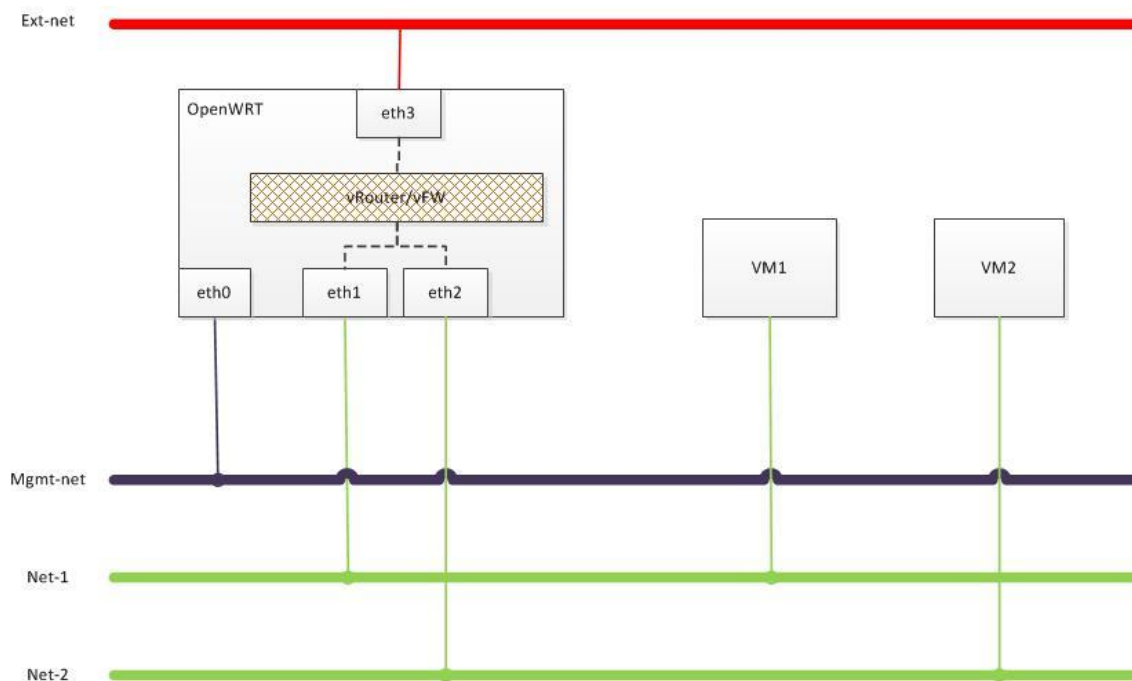 Ext-net
OpenWRT
eth3
vRouter/vFW
eth0
eth1
eth2
VM1
VM2
Mgmt-net
Net-1
Net-2